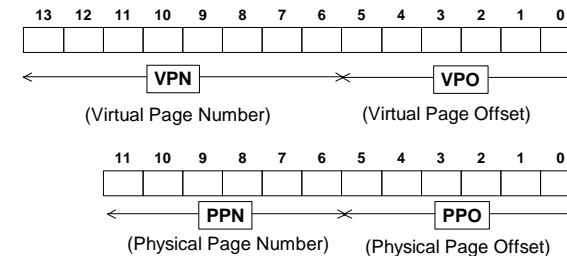 13 12 11 10 9 8 7 6 5 4 3 2 1 0
VPN VPO
(Virtual Page Number) (Virtual Page Offset)
11 10 9 8 7 6 5 4 3 2 1 0
PPN PPO
(Physical Page Number) (Physical Page Offset)